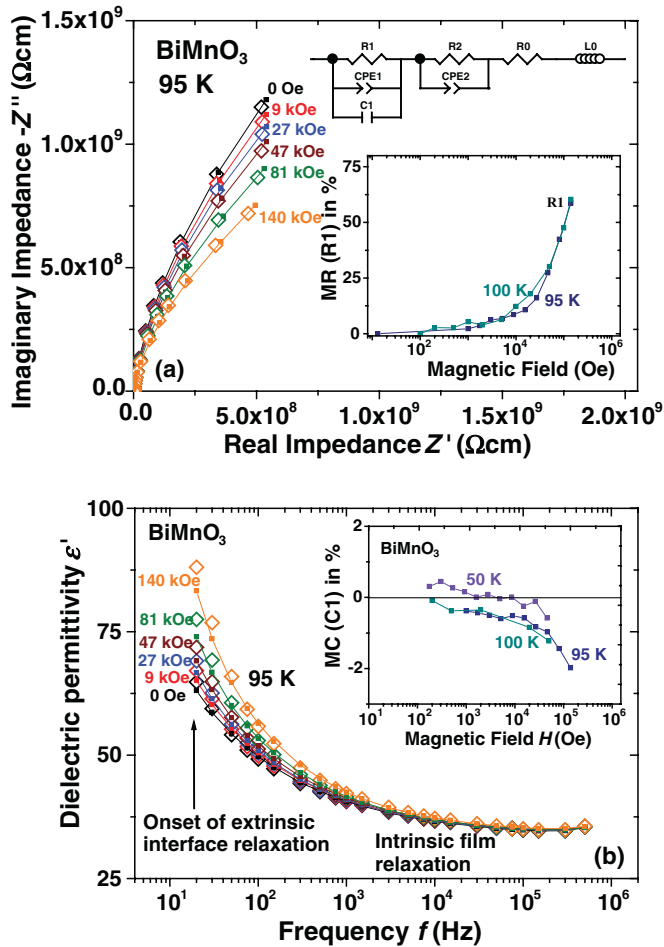 BiMnO3
95 K
R1
R2
R0
L0
CPE1
CPE2
C1
0 Oe
9 kOe
27 kOe
47 kOe
81 kOe
140 kOe
1.0x10^9
5.0x10^8
0.0
Imaginary Impedance -Z'' (Ωcm)
75
50
25
0
MR (R1) in %
R1
100 K
95 K
10^2
10^4
10^6
Magnetic Field (Oe)
(a)
0.0
5.0x10^8
1.0x10^9
1.5x10^9
2.0x10^9
Real Impedance Z' (Ωcm)
100
75
50
25
Dielectric permittivity ε'
BiMnO3
140 kOe
81 kOe
47 kOe
27 kOe
9 kOe
0 Oe
95 K
2
0
-2
MC (C1) in %
BiMnO3
50 K
100 K
95 K
10^1
10^2
10^3
10^4
10^5
10^6
Magnetic Field H (Oe)
Onset of extrinsic
interface relaxation
Intrinsic film
relaxation
(b)
10^1
10^2
10^3
10^4
10^5
10^6
Frequency f (Hz)